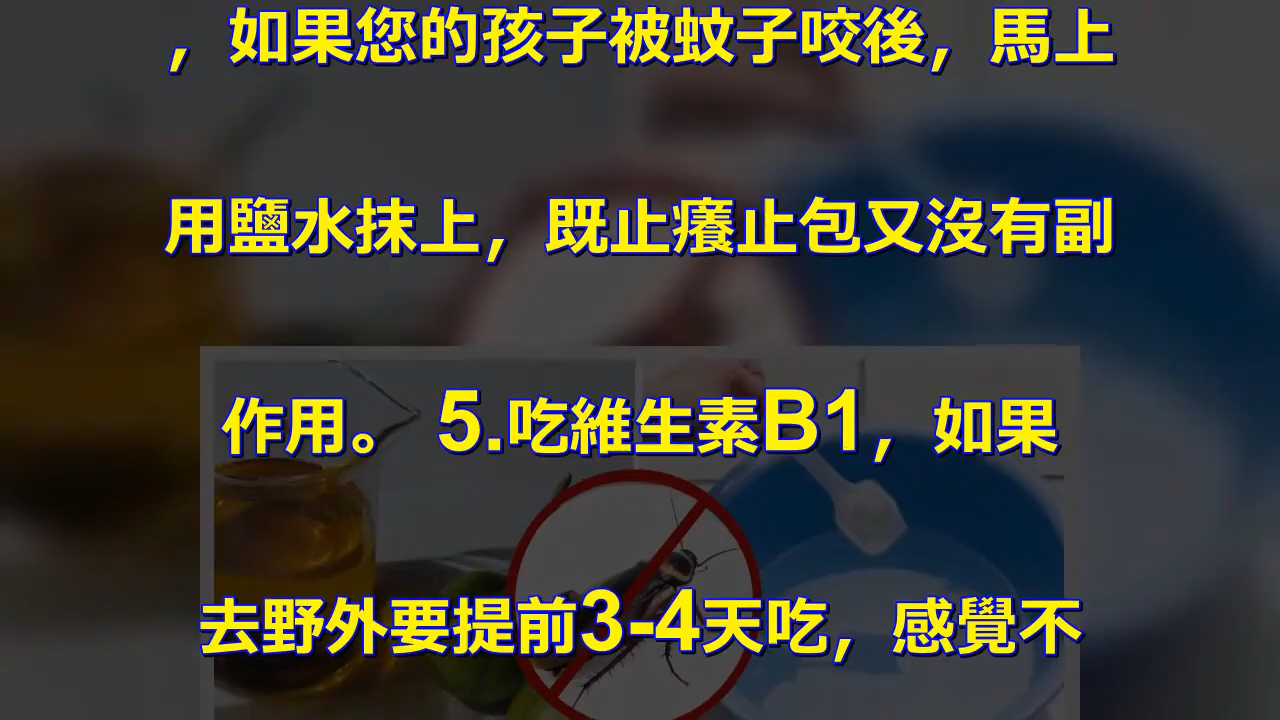 ，如果您的孩子被蚊子咬後，馬上
用鹽水抹上，既止癢止包又沒有副
作用。 5.吃維生素B1，如果
去野外要提前3-4天吃，感覺不